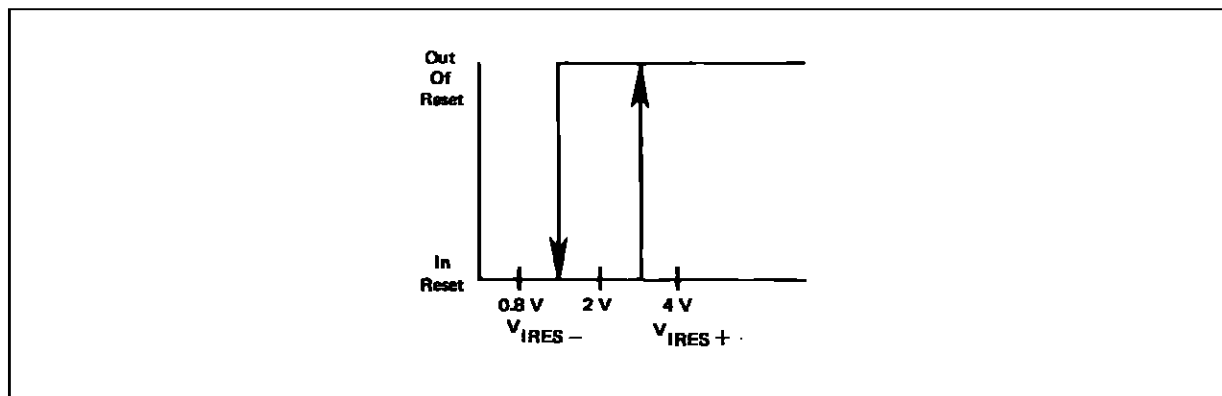 Out
Of
Reset
In
Reset
0.8 V 2 V 4 V
VIRES − VIRES +